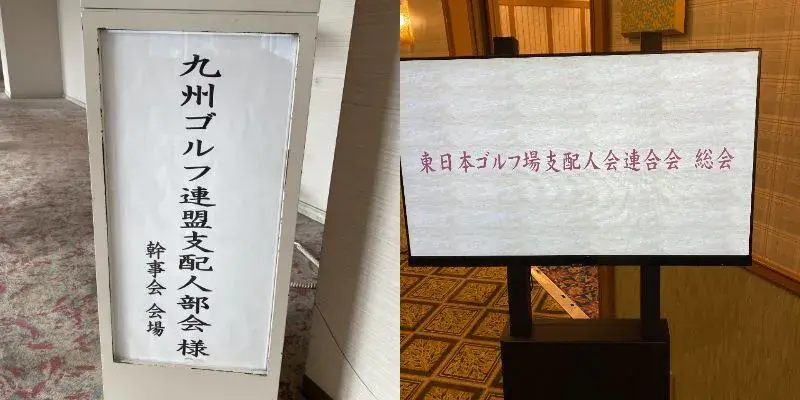 九州ゴルフ連盟支配人部会 様
幹事会 会場
東日本ゴルフ場支配人会連合会 総会